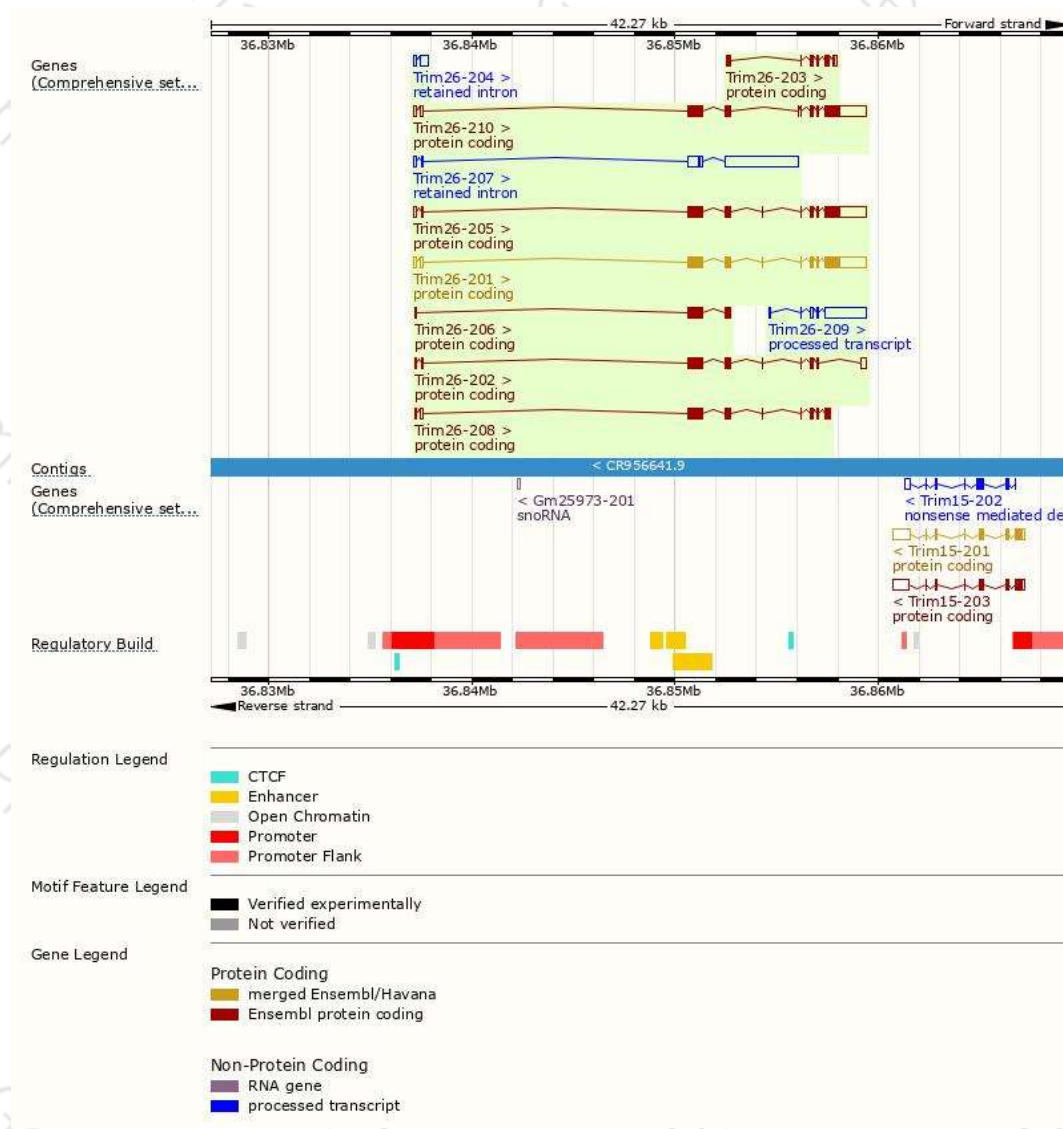 42.27 kb Forward strand
36.83Mb 36.84Mb 36.85Mb 36.86Mb
Genes
(Comprehensive set...
Trim26-204 >
retained intron
Trim26-203 >
protein coding
Trim26-210 >
protein coding
Trim26-207 >
retained intron
Trim26-205 >
protein coding
Trim26-201 >
protein coding
Trim26-206 >
protein coding
Trim26-209 >
processed transcript
Trim26-202 >
protein coding
Trim26-208 >
protein coding
Contigs
< CR956641.9
Genes
(Comprehensive set...
< Gm25973-201
snoRNA
< Trim15-202
nonsense mediated de
< Trim15-201
protein coding
< Trim15-203
protein coding
Regulatory Build
36.83Mb 36.84Mb 36.85Mb 36.86Mb
Reverse strand 42.27 kb
Regulation Legend
CTCF
Enhancer
Open Chromatin
Promoter
Promoter Flank
Motif Feature Legend
Verified experimentally
Not verified
Gene Legend
Protein Coding
merged Ensembl/Havana
Ensembl protein coding
Non-Protein Coding
RNA gene
processed transcript